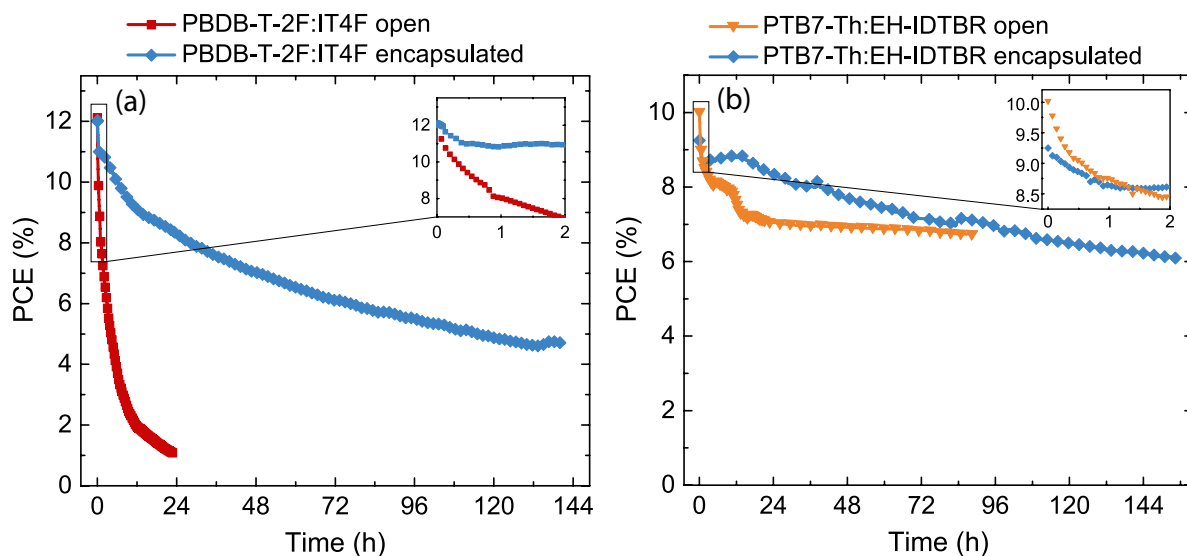 PBDB-T-2F:IT4F open
PBDB-T-2F:IT4F encapsulated
(a)
12
10
8
6
4
2
0
PCE (%)
0 24 48 72 96 120 144
Time (h)
12
11
10
8
0 1 2
PTB7-Th:EH-IDTBR open
PTB7-Th:EH-IDTBR encapsulated
(b)
10
8
6
4
2
0
PCE (%)
0 24 48 72 96 120 144
Time (h)
10.0
9.5
9.0
8.5
0 1 2